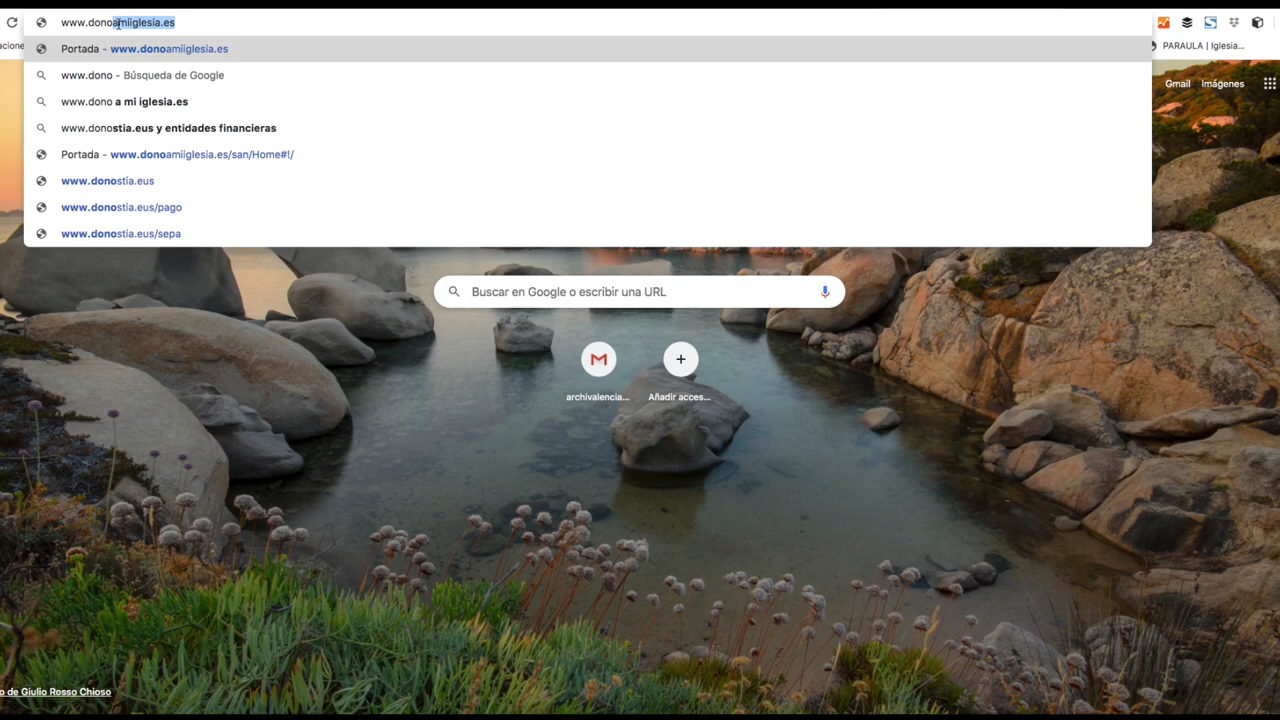 www.donoamiiglesia.es
Portada - www.donoamiiglesia.es
www.dono - Búsqueda de Google
www.dono a mi iglesia.es
www.donostia.eus y entidades financieras
Portada - www.donoamiiglesia.es/san/Home#!/
www.donostia.eus
www.donostia.eus/pago
www.donostia.eus/sepa
acione
PARAULA | Iglesia...
Gmail
Imágenes
Buscar en Google o escribir una URL
archivalencia...
Añadir acces...
o de Giulio Rosso Chioso